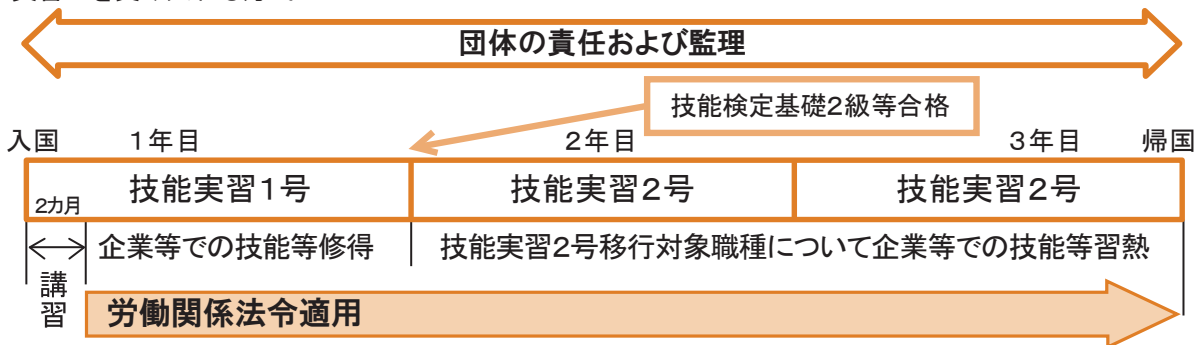 団体の責任および監理
技能検定基礎2級等合格
入国 1年目 2年目 3年目 帰国
技能実習1号 技能実習2号 技能実習2号
2カ月
企業等での技能等修得 技能実習2号移行対象職種について企業等での技能等習熟
講習
労働関係法令適用